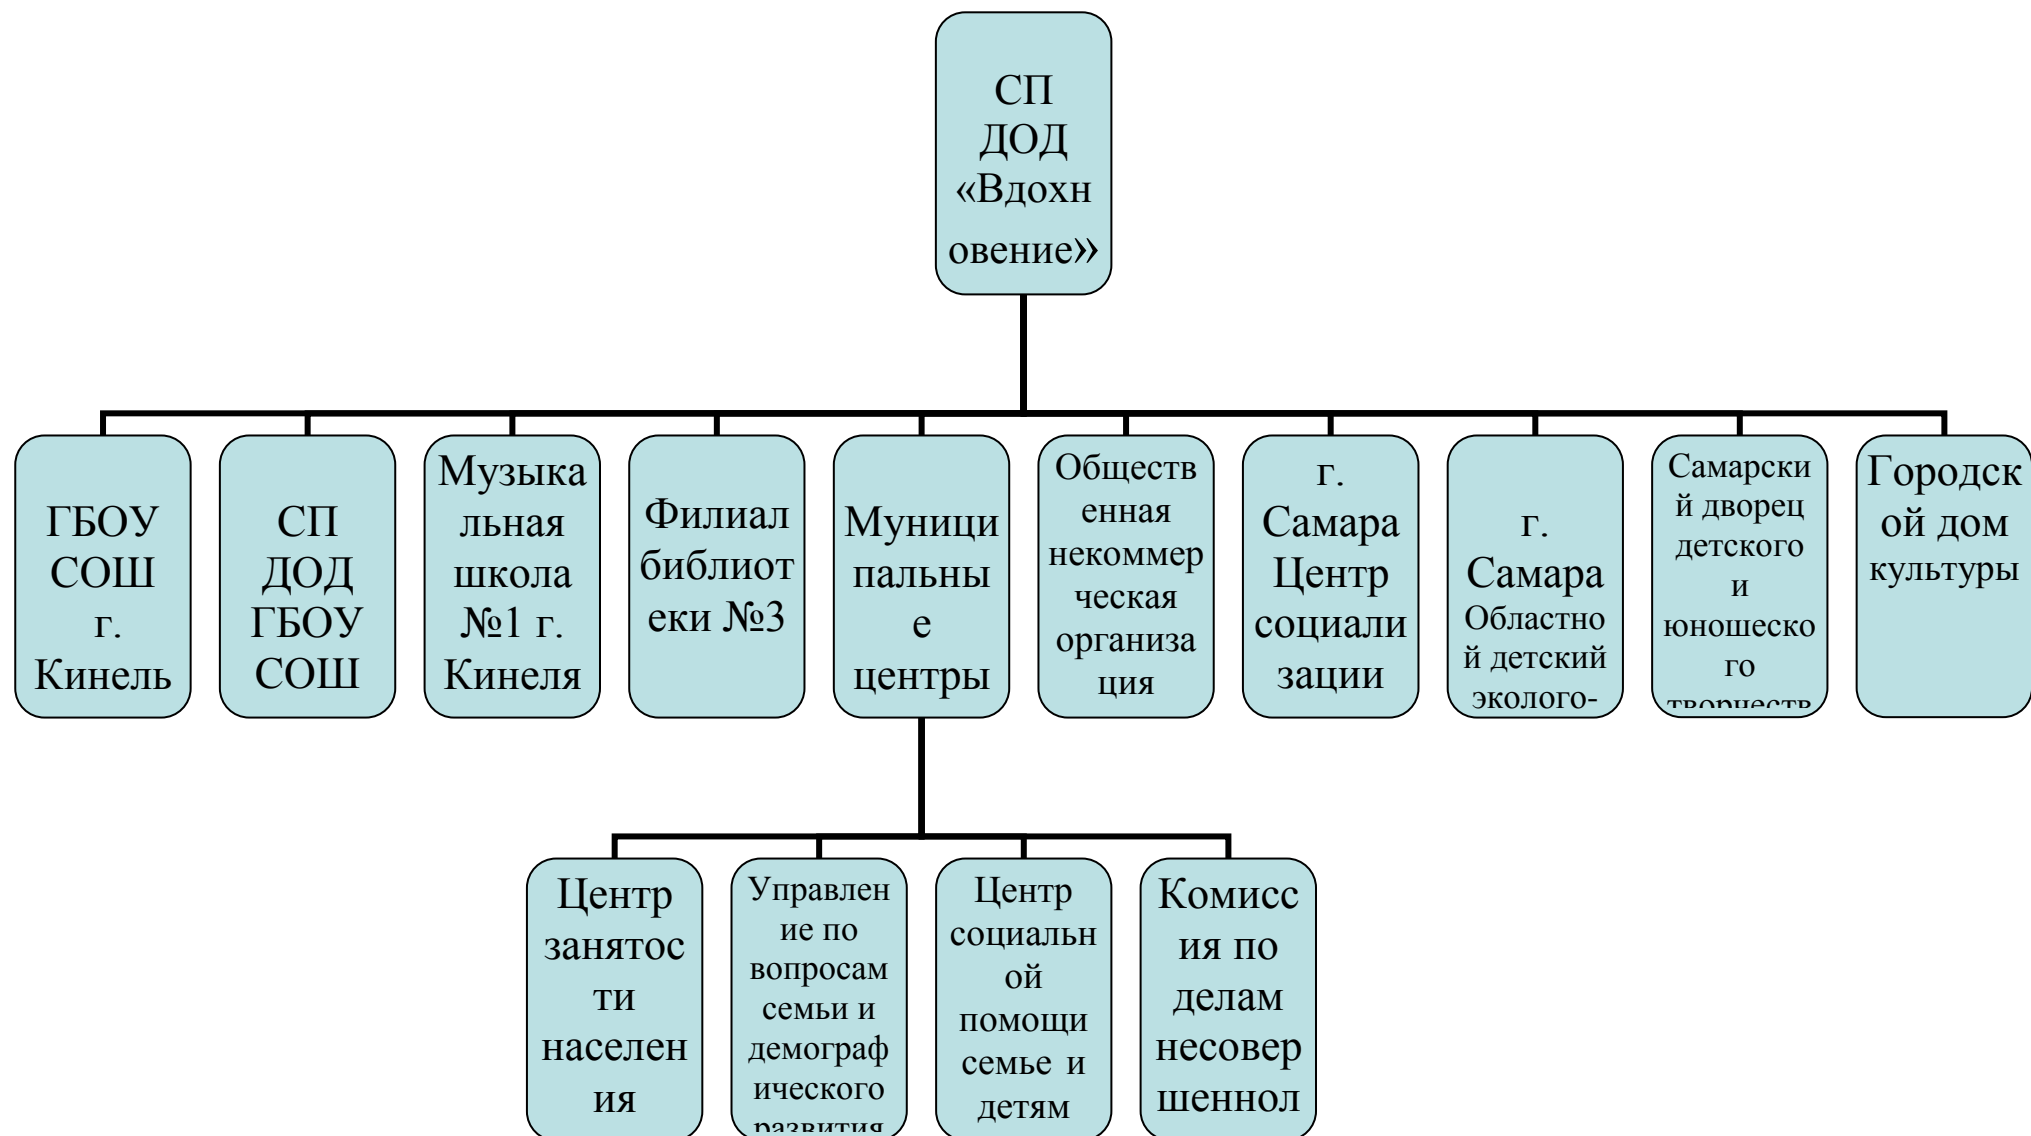 СП
ДОД
«Вдохн
овение»
ГБОУ
СОШ
г.
Кинель
СП
ДОД
ГБОУ
СОШ
Музыка
льная
школа
№1 г.
Кинеля
Филиал
библиот
еки №3
Муници
пальны
е
центры
Обществ
енная
некоммер
ческая
организа
ция
г.
Самара
Центр
социали
зации
г.
Самара
Областно
й детский
эколого-
Самарски
й дворец
детского
и
юношеско
го
творчеств
Городск
ой дом
культуры
Центр
занятос
ти
населен
ия
Управлен
ие по
вопросам
семьи и
демограф
ического
развития
Центр
социальн
ой
помощи
семье и
детям
Комисс
ия по
делам
несовер
шеннол